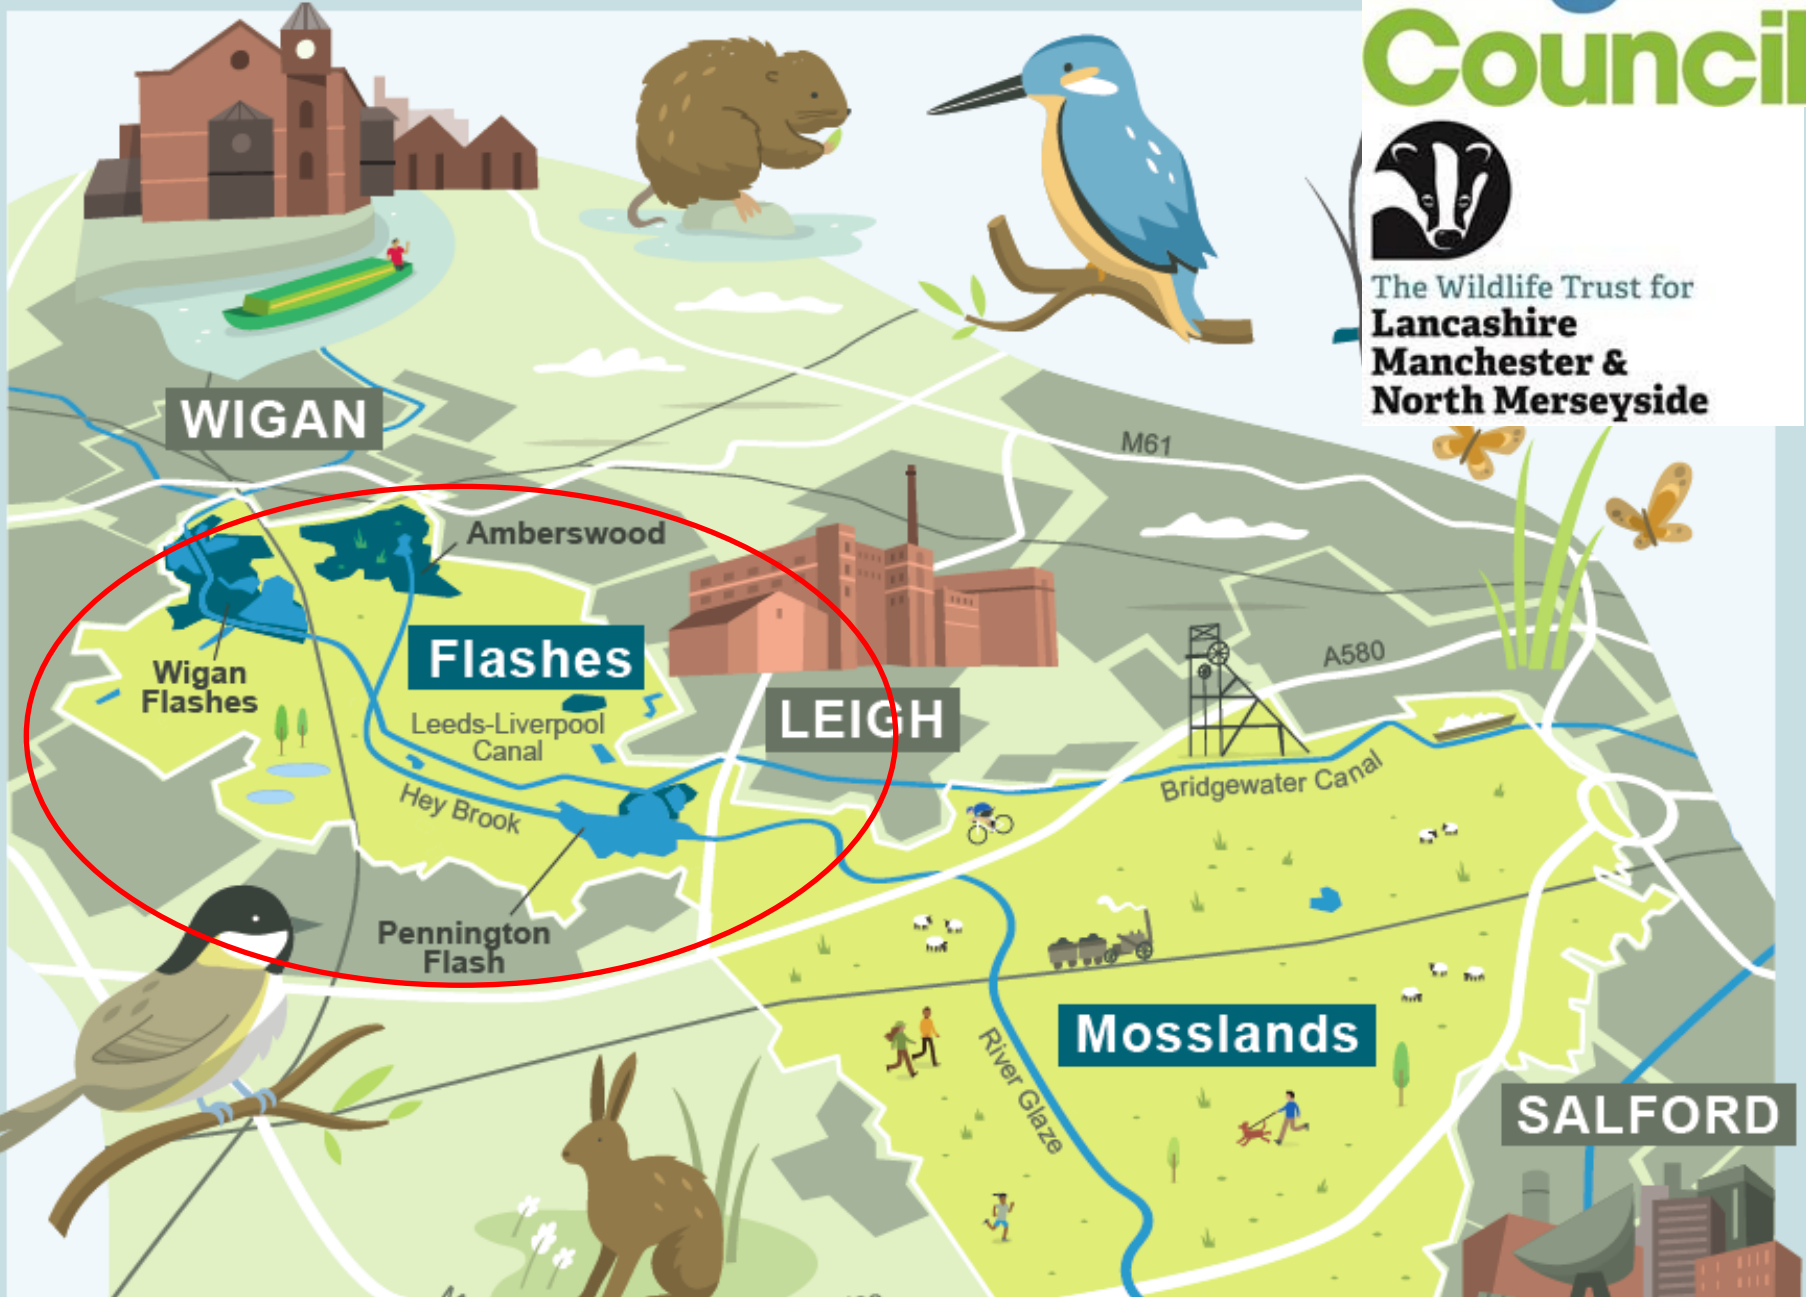 Council
The Wildlife Trust for
Lancashire
Manchester &
North Merseyside
WIGAN
M61
Amberswood
Flashes
Wigan
Flashes
A580
LEIGH
Leeds-Liverpool
Canal
Bridgewater Canal
Hey Brook
Pennington
Flash
Mosslands
River Glaze
SALFORD